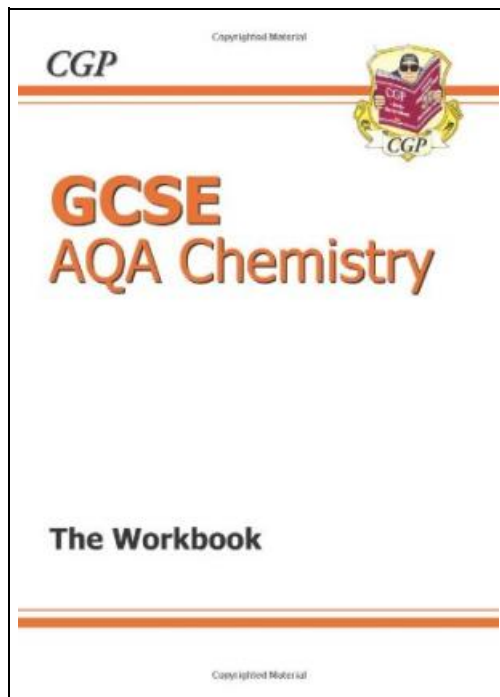 Copyrighted Material
CGP
CGP
CGP
GCSE
AQA Chemistry
The Workbook
Copyrighted Material